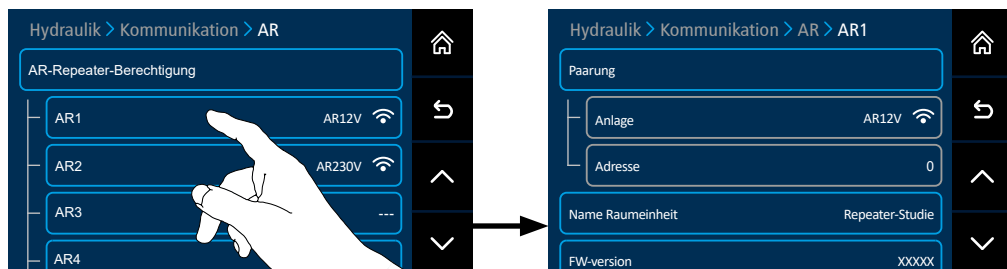 Hydraulik > Kommunikation > AR
AR-Repeater-Berechtigung
AR1 AR12V
AR2 AR230V
AR3 ---
AR4
Hydraulik > Kommunikation > AR > AR1
Paarung
Anlage AR12V
Adresse 0
Name Raumeinheit Repeater-Studie
FW-version XXXXX